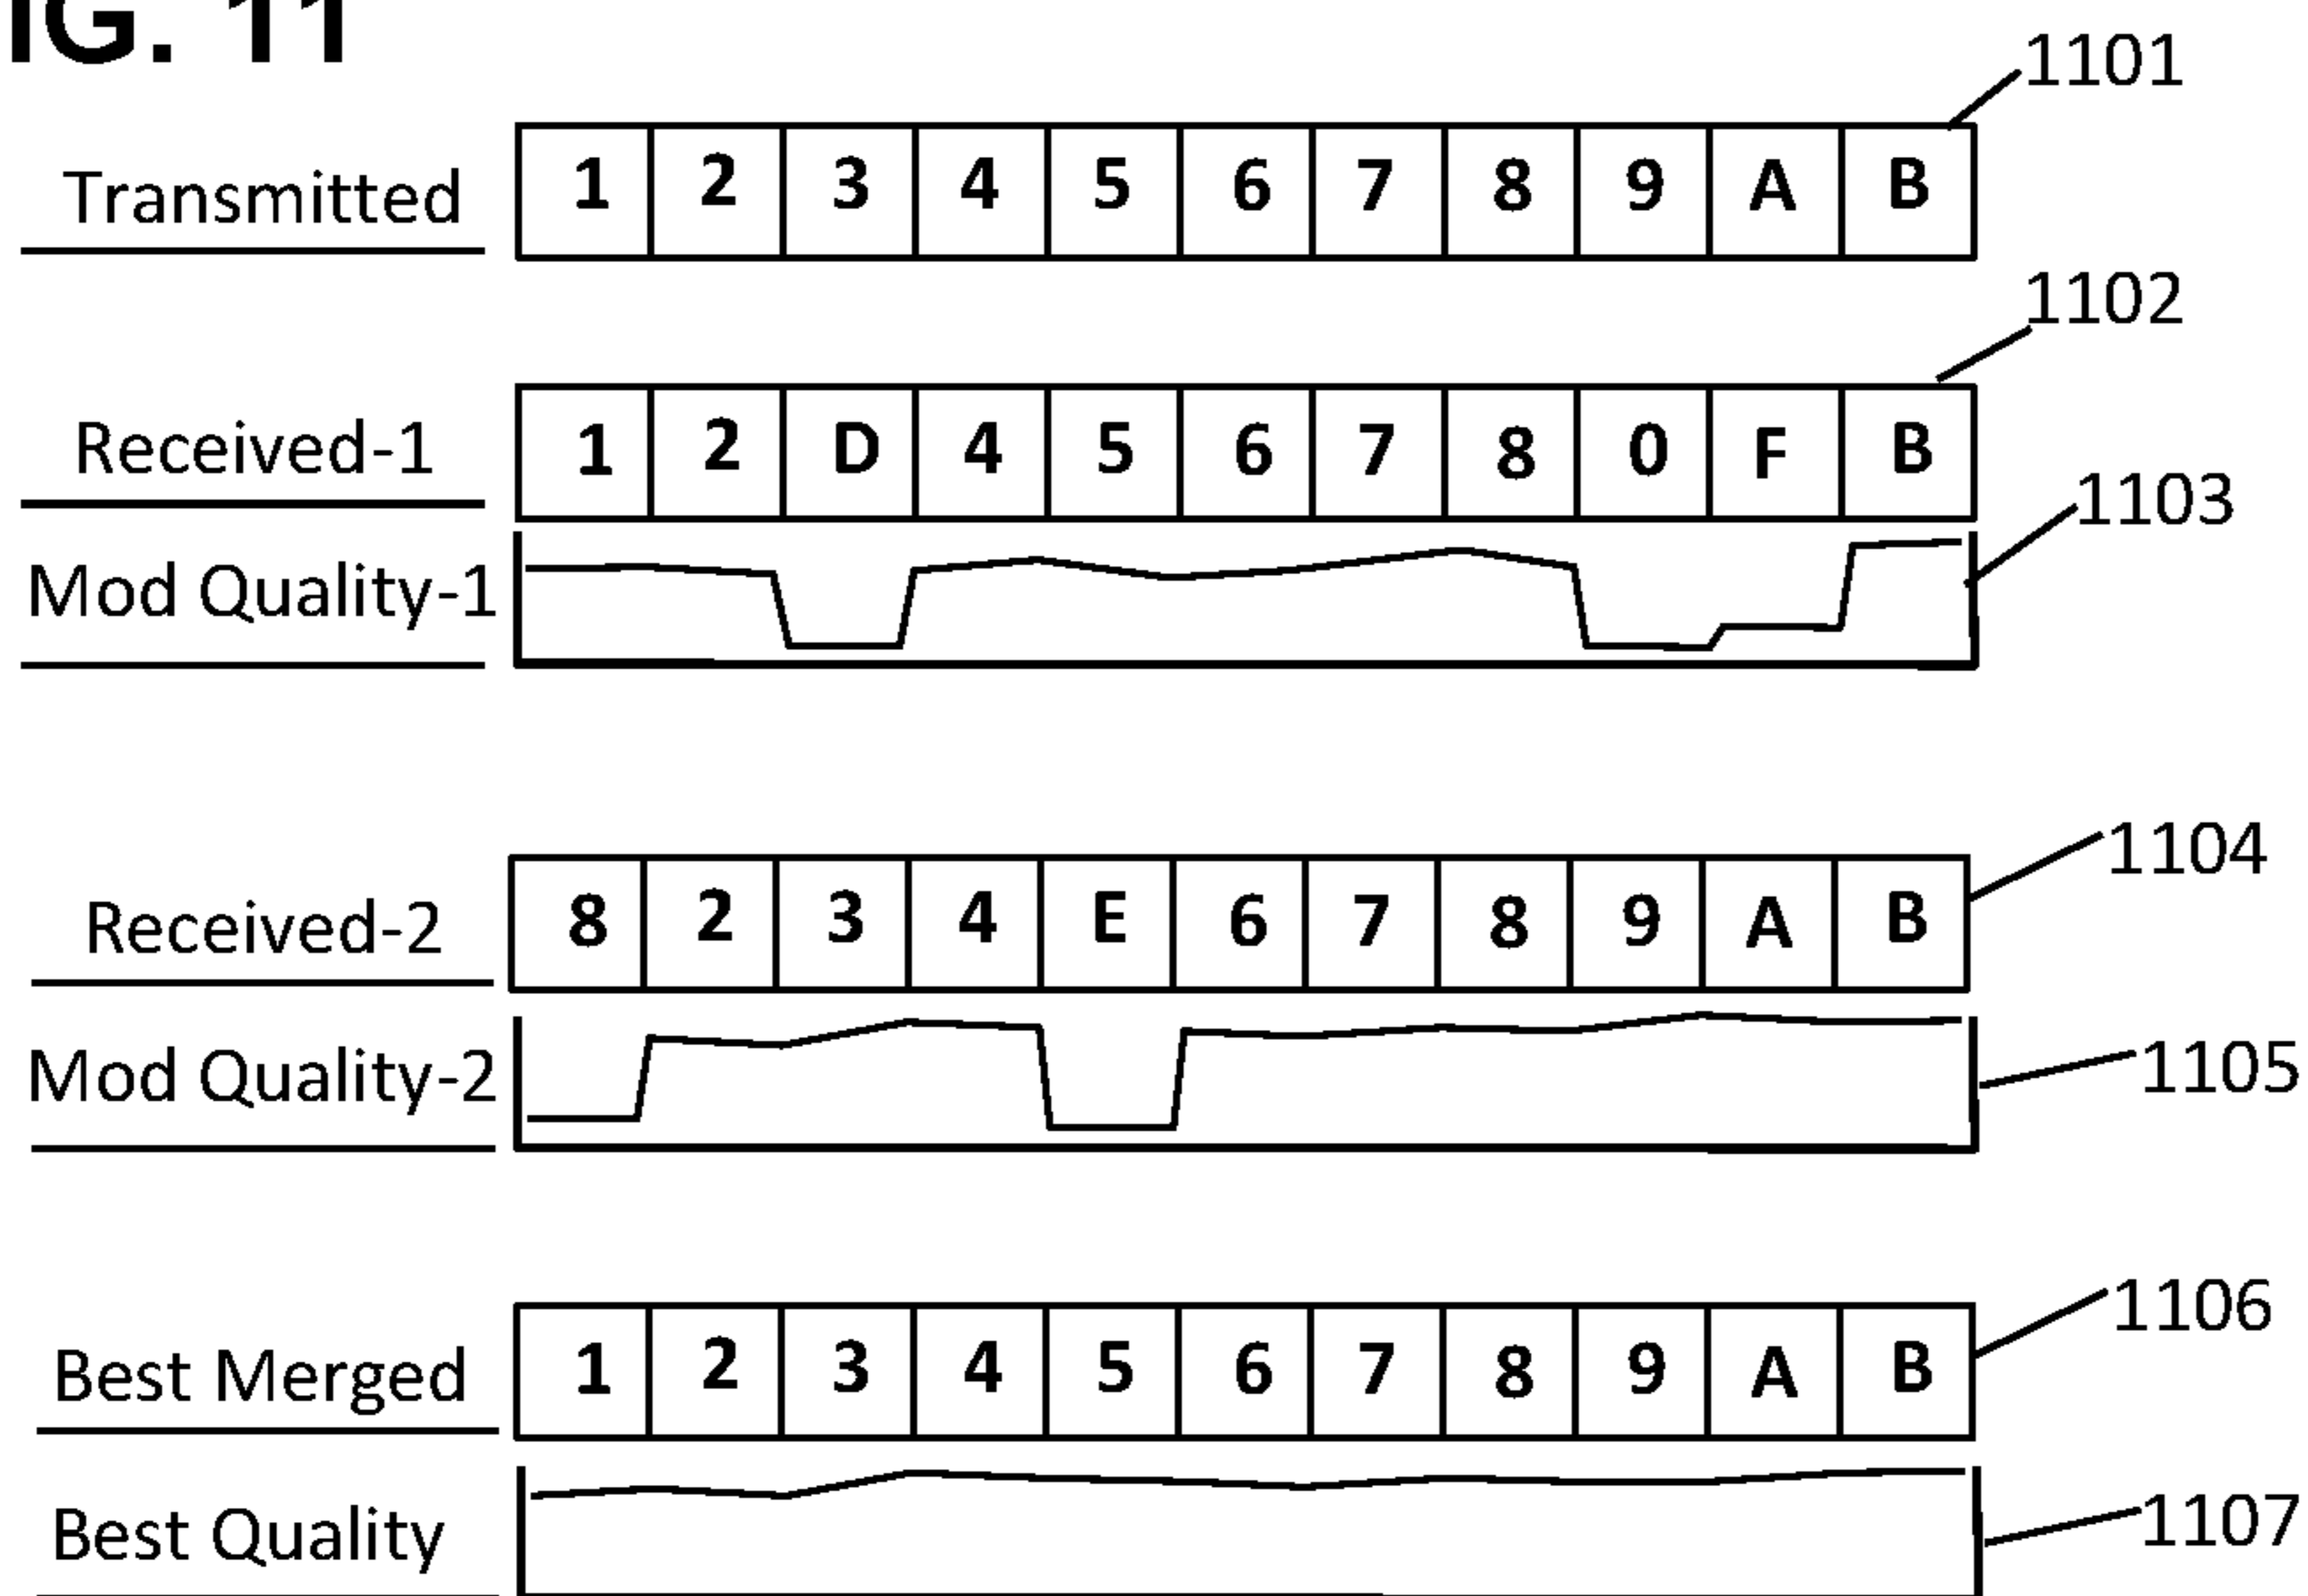 IG. 11
1101
Transmitted 1 2 3 4 5 6 7 8 9 A B
1102
Received-1 1 2 D 4 5 6 7 8 0 F B
1103
Mod Quality-1
Received-2 8 2 3 4 E 6 7 8 9 A B
1104
Mod Quality-2
1105
Best Merged 1 2 3 4 5 6 7 8 9 A B
1106
Best Quality
1107